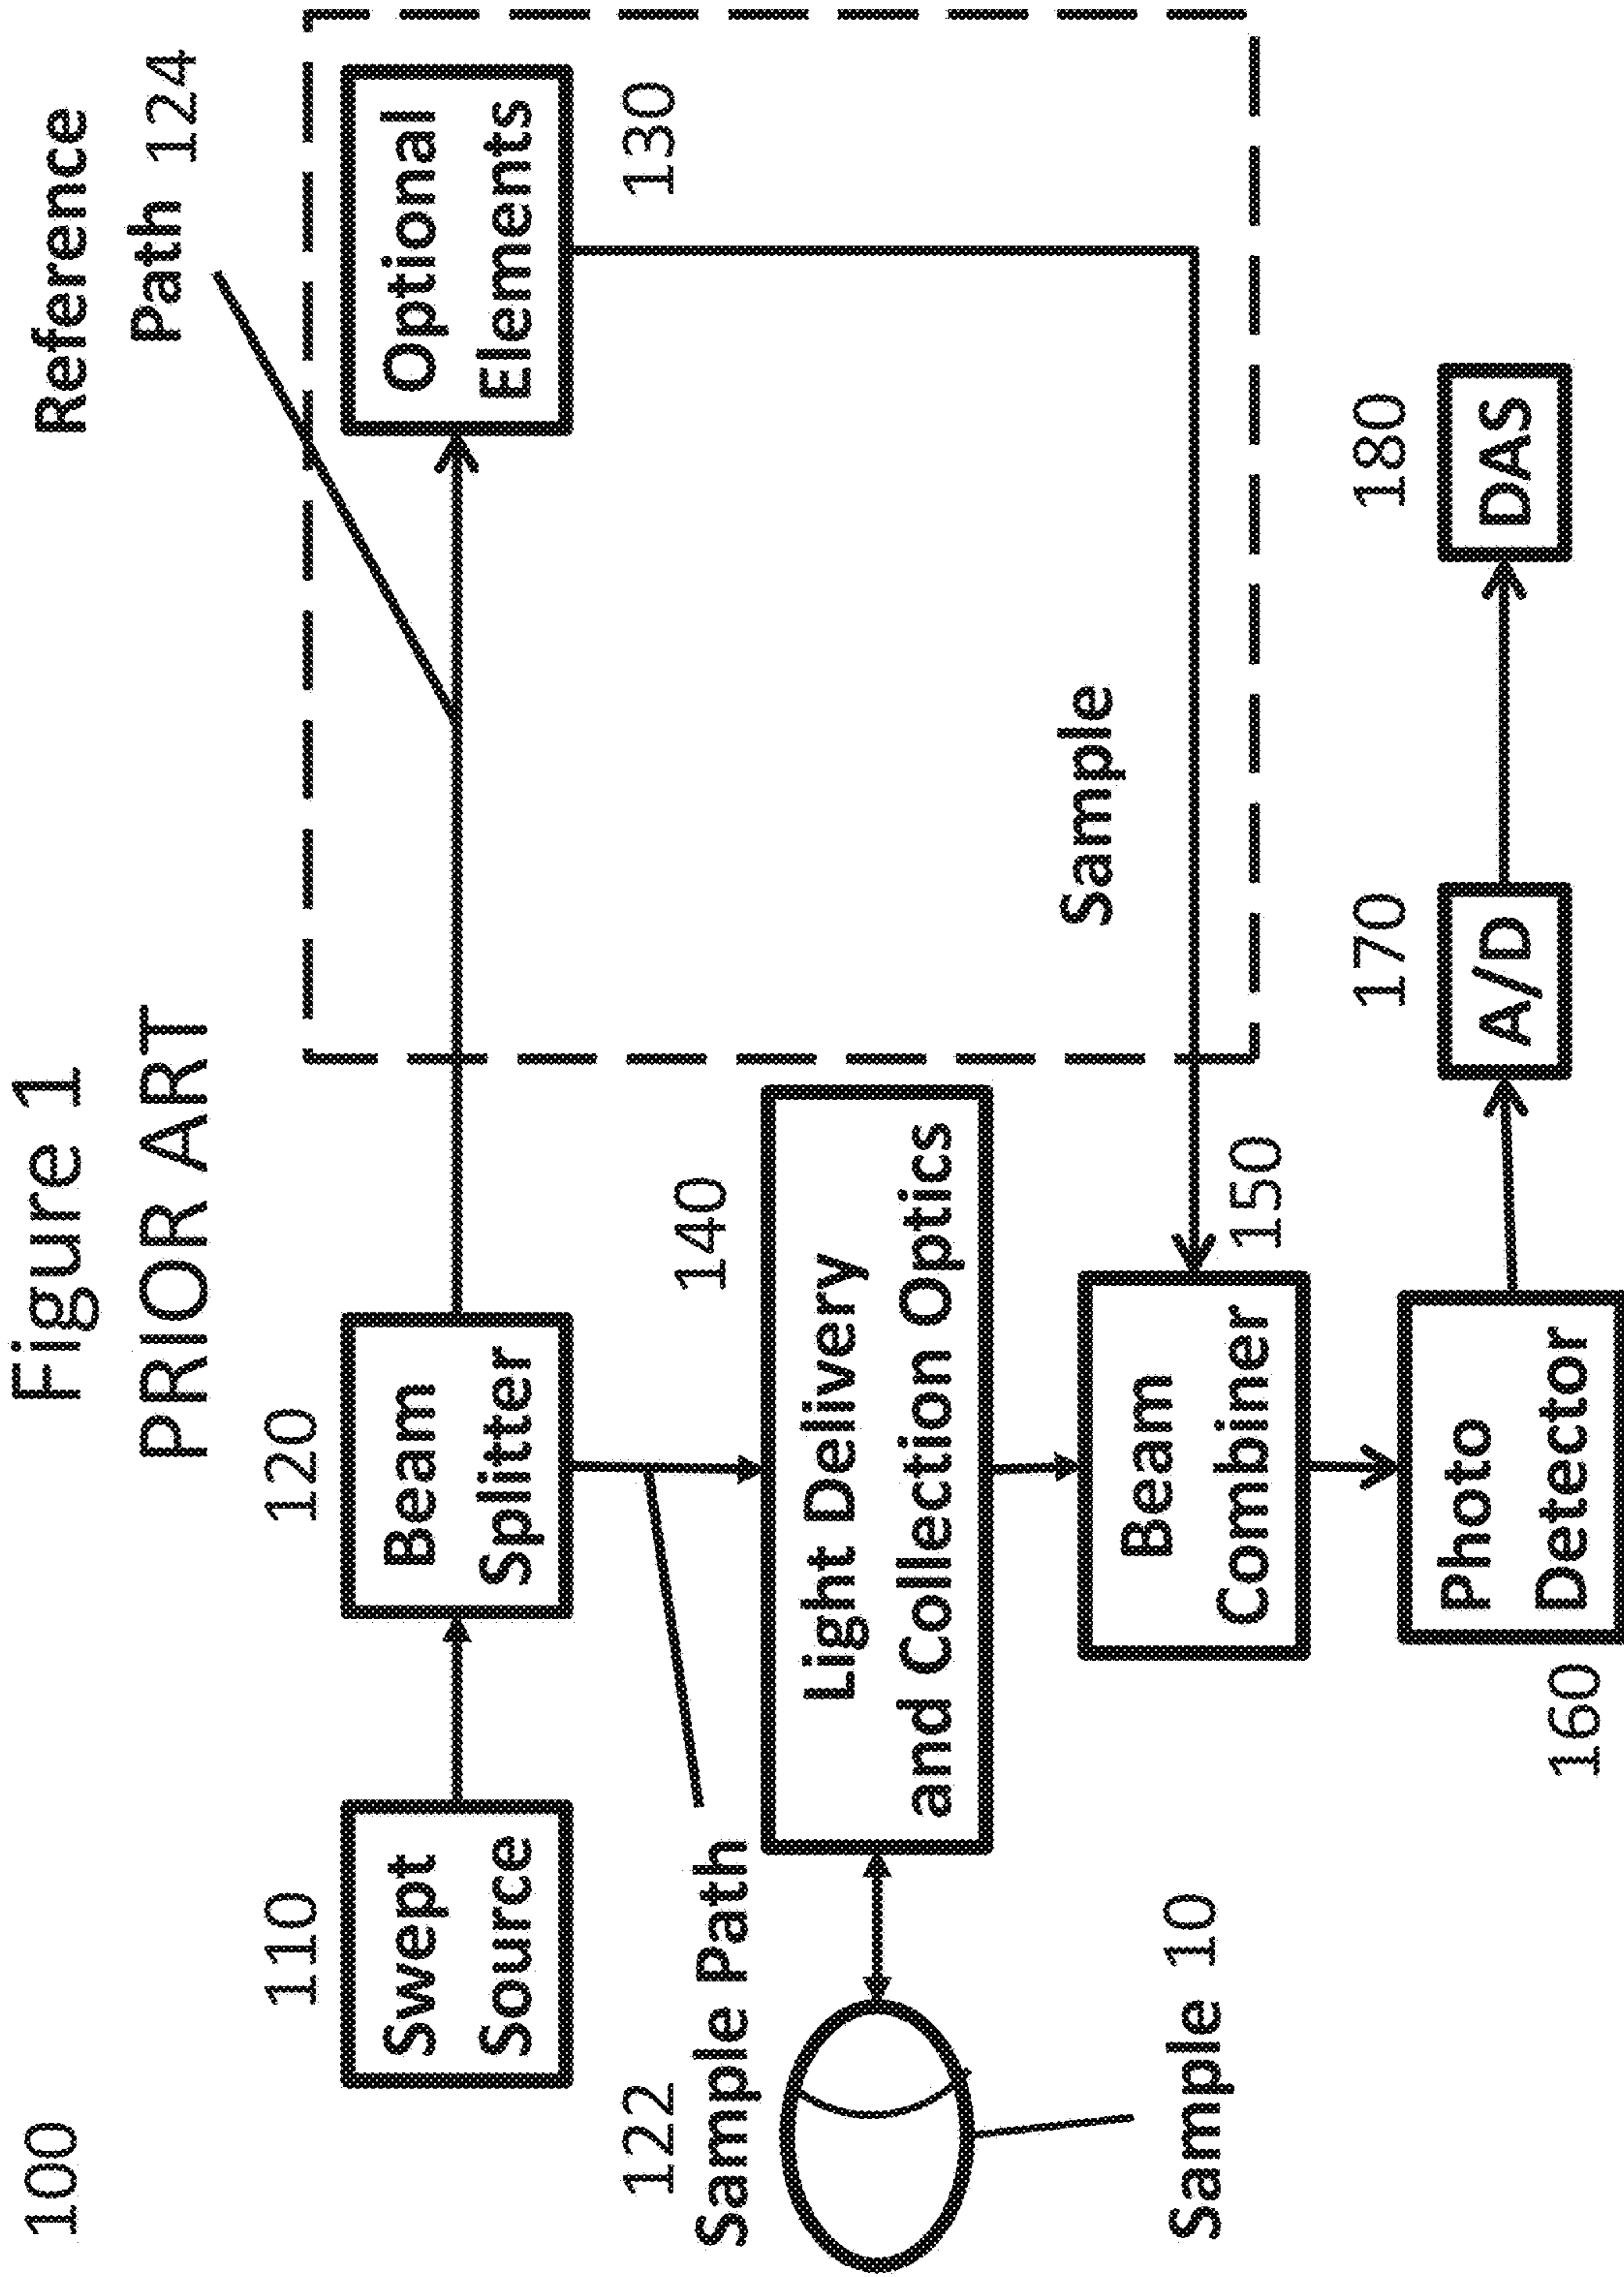 Figure 1
PRIOR ART
100
Reference
Path 124
110
Swept
Source
120
Beam
Splitter
Optional
Elements
130
122
Sample Path
140
Light Delivery
and Collection Optics
Sample
Sample 10
Beam
Combiner
150
Photo
Detector
160
170
A/D
180
DAS